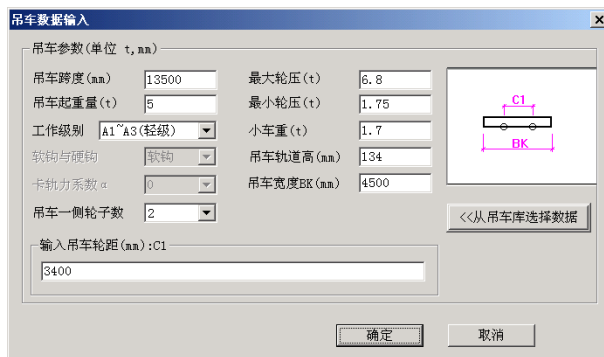 吊车数据输入
吊车参数(单位 t,mm)
吊车跨度(mm) 13500 最大轮压(t) 6.8
吊车起重量(t) 5 最小轮压(t) 1.75
工作级别 A1~A3(轻级) 小车重(t) 1.7
软钩与硬钩 软钩 吊车轨道高(mm) 134
卡轨力系数α 0 吊车宽度BK(mm) 4500
吊车一侧轮子数 2
C1
BK
<<从吊车库选择数据
输入吊车轮距(mm):C1
3400
确定 取消